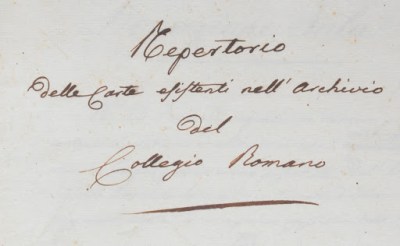 Repertorio
delle Carte esistenti nell'Archivio
del
Collegio Romano